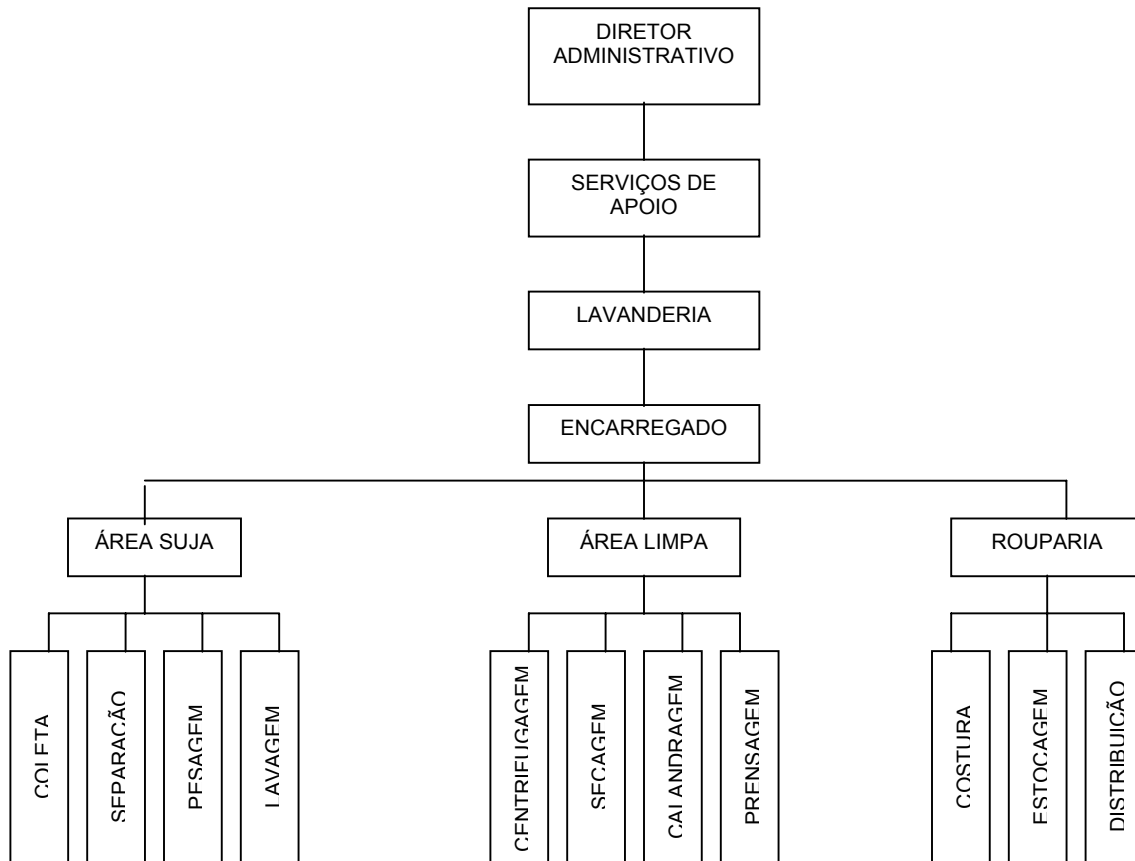 DIRETOR
ADMINISTRATIVO
SERVIÇOS DE
APOIO
LAVANDERIA
ENCARREGADO
ÁREA SUJA
ÁREA LIMPA
ROUPARIA
COLETA
SEPARAÇÃO
PESAGEM
LAVAGEM
CENTRIFUGAGEM
SECAGEM
CALANDRAGEM
PRENSAGEM
COSTURA
ESTOCAGEM
DISTRIBUIÇÃO